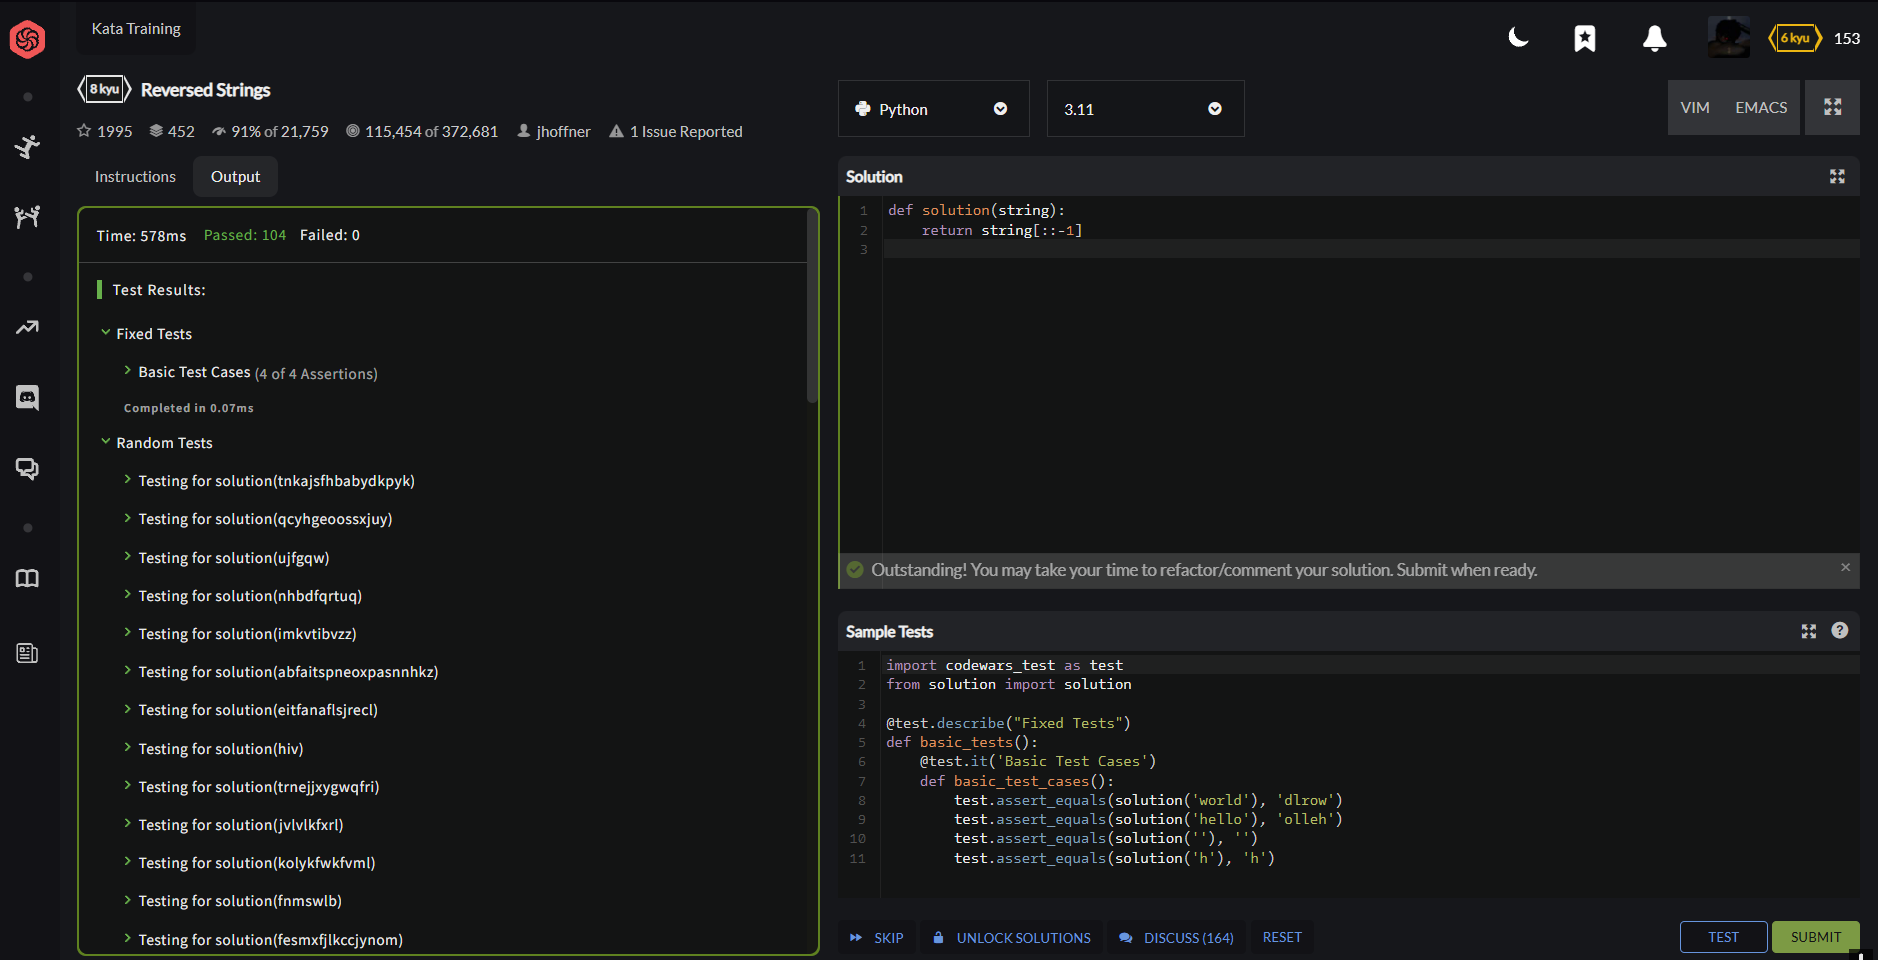 Kata Training
6 kyu 153
8 kyu Reversed Strings
1995 452 91% of 21,759 115,454 of 372,681 jhoffner 1 Issue Reported
Instructions Output
Time: 578ms Passed: 104 Failed: 0
Test Results:
Fixed Tests
Basic Test Cases (4 of 4 Assertions)
Completed in 0.07ms
Random Tests
Testing for solution(tnkajsfhbabydkpyk)
Testing for solution(qcyhgeoossxjuy)
Testing for solution(ujfgqw)
Testing for solution(nhbdfqrtuq)
Testing for solution(imkvtibvzz)
Testing for solution(abfaitspneoxpasnnhkz)
Testing for solution(eitfanaflsjrecl)
Testing for solution(hiv)
Testing for solution(trnejjxygwqfri)
Testing for solution(jvlvlkfxrl)
Testing for solution(kolykfwkfvml)
Testing for solution(fnmswlb)
Testing for solution(fesmxfjlkccjynom)
Python 3.11 VIM EMACS
Solution
1 def solution(string):
2 return string[::-1]
3
Outstanding! You may take your time to refactor/comment your solution. Submit when ready.
Sample Tests
1 import codewars_test as test
2 from solution import solution
3
4 @test.describe("Fixed Tests")
5 def basic_tests():
6 @test.it('Basic Test Cases')
7 def basic_test_cases():
8 test.assert_equals(solution('world'), 'dlrow')
9 test.assert_equals(solution('hello'), 'olleh')
10 test.assert_equals(solution(''), '')
11 test.assert_equals(solution('h'), 'h')
SKIP UNLOCK SOLUTIONS DISCUSS (164) RESET TEST SUBMIT